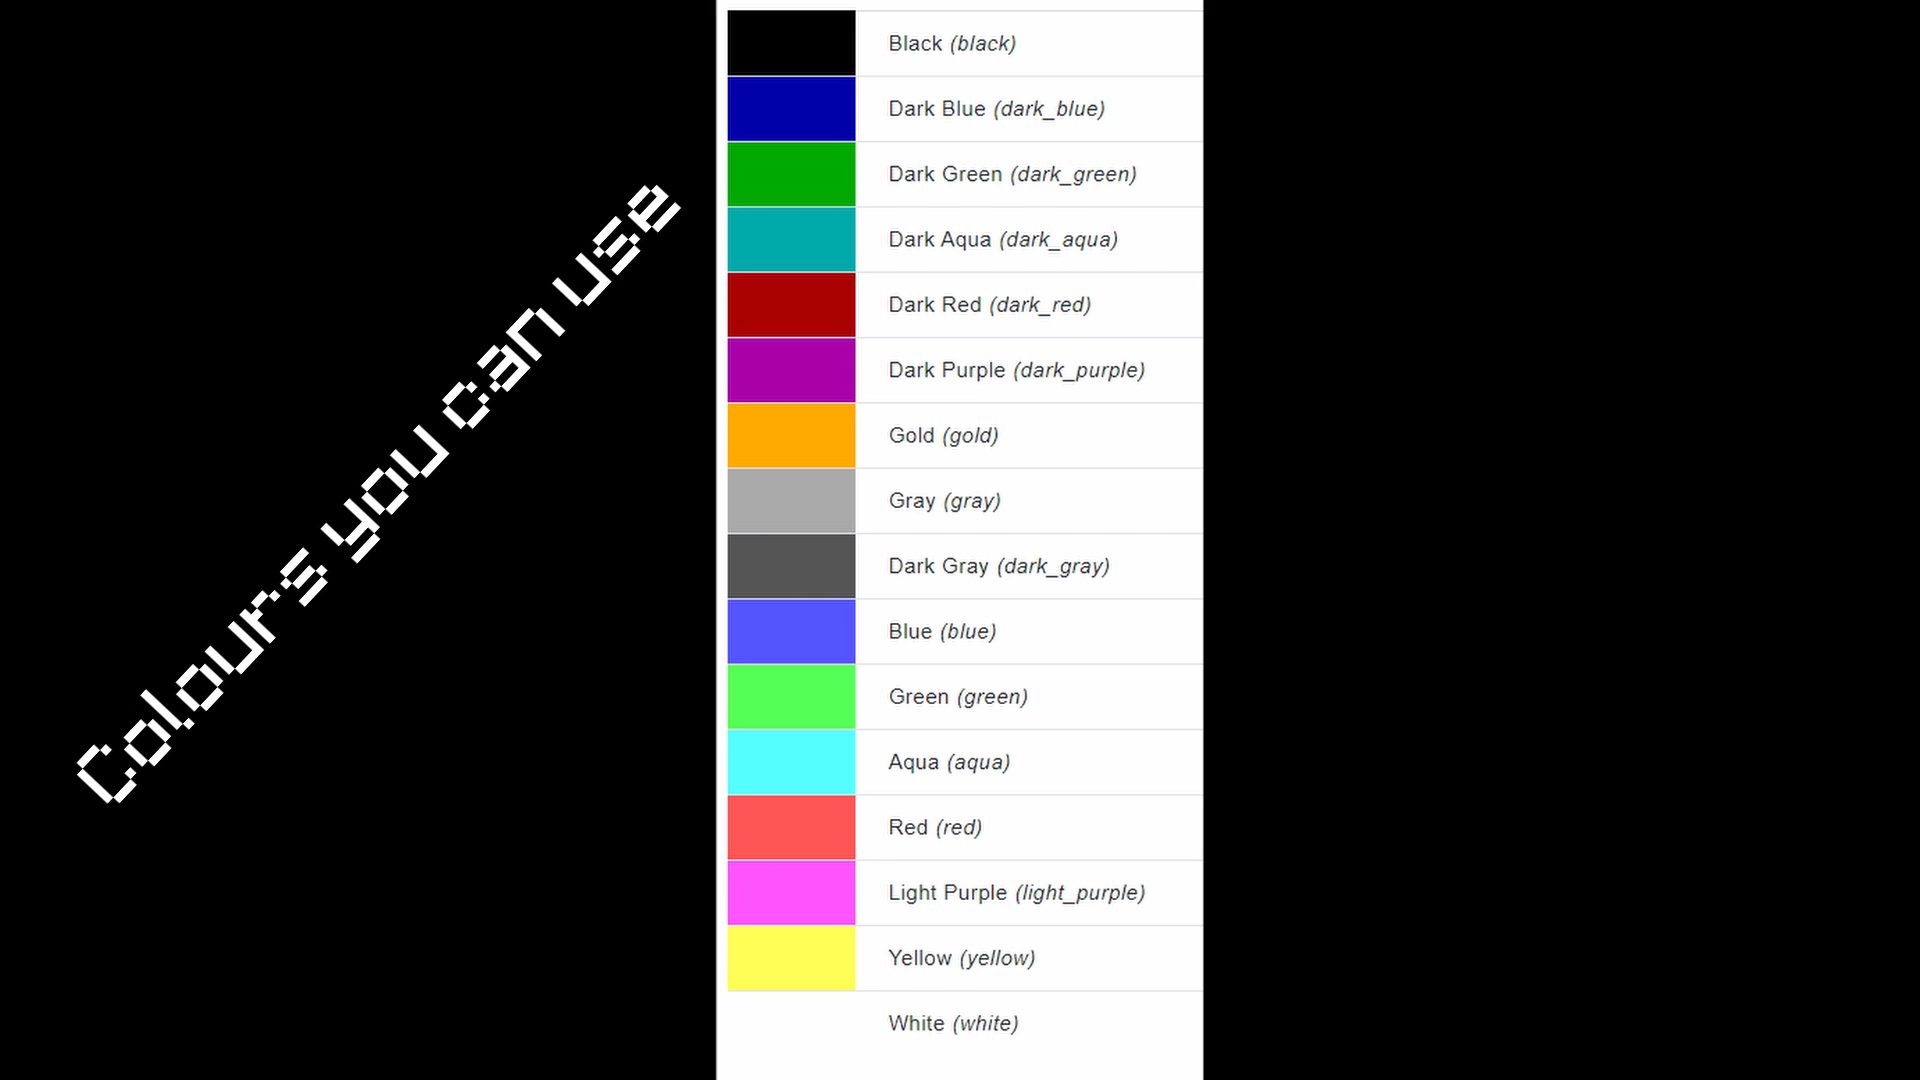 Colours you can use
Black (black)
Dark Blue (dark_blue)
Dark Green (dark_green)
Dark Aqua (dark_aqua)
Dark Red (dark_red)
Dark Purple (dark_purple)
Gold (gold)
Gray (gray)
Dark Gray (dark_gray)
Blue (blue)
Green (green)
Aqua (aqua)
Red (red)
Light Purple (light_purple)
Yellow (yellow)
White (white)